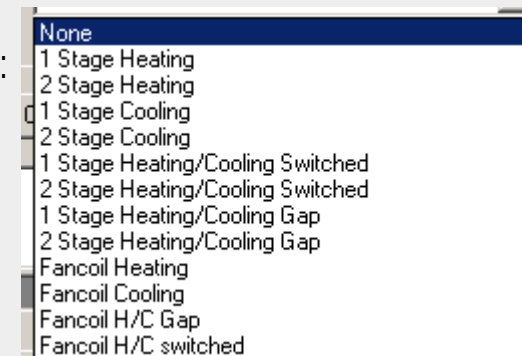 None
1 Stage Heating
2 Stage Heating
1 Stage Cooling
2 Stage Cooling
1 Stage Heating/Cooling Switched
2 Stage Heating/Cooling Switched
1 Stage Heating/Cooling Gap
2 Stage Heating/Cooling Gap
Fancoil Heating
Fancoil Cooling
Fancoil H/C Gap
Fancoil H/C switched